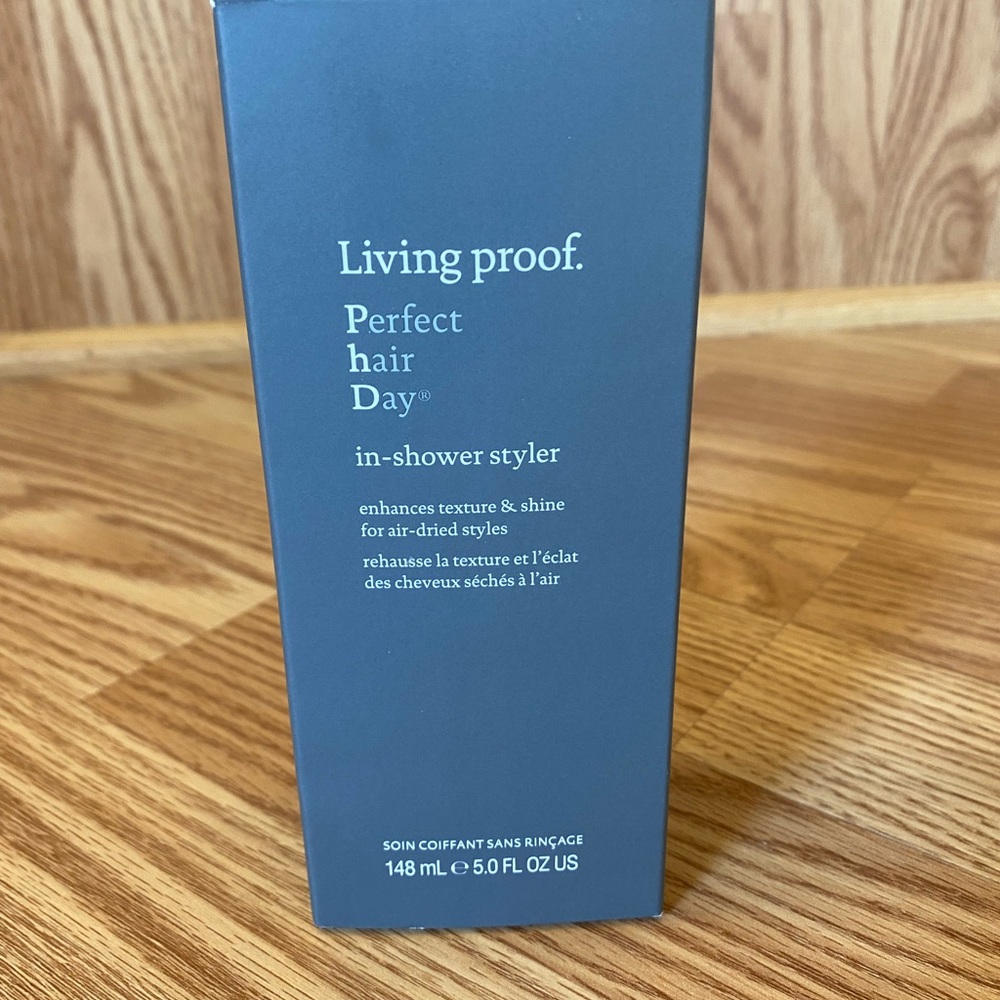 Living proof.
Perfect
hair
Day®
in-shower styler
enhances texture & shine
for air-dried styles
rehausse la texture et l'éclat
des cheveux séchés à l'air
SOIN COIFFANT SANS RINÇAGE
148 mL ℮ 5.0 FL OZ US